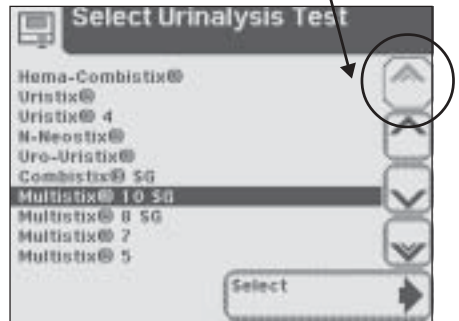 Select Urinalysis Test
Hema-Combistix®
Uristix®
Uristix® 4
N-Neostix®
Uro-Uristix®
Combistix® SG
Multistix® 10 SG
Multistix® 8 SG
Multistix® 7
Multistix® 5
Select